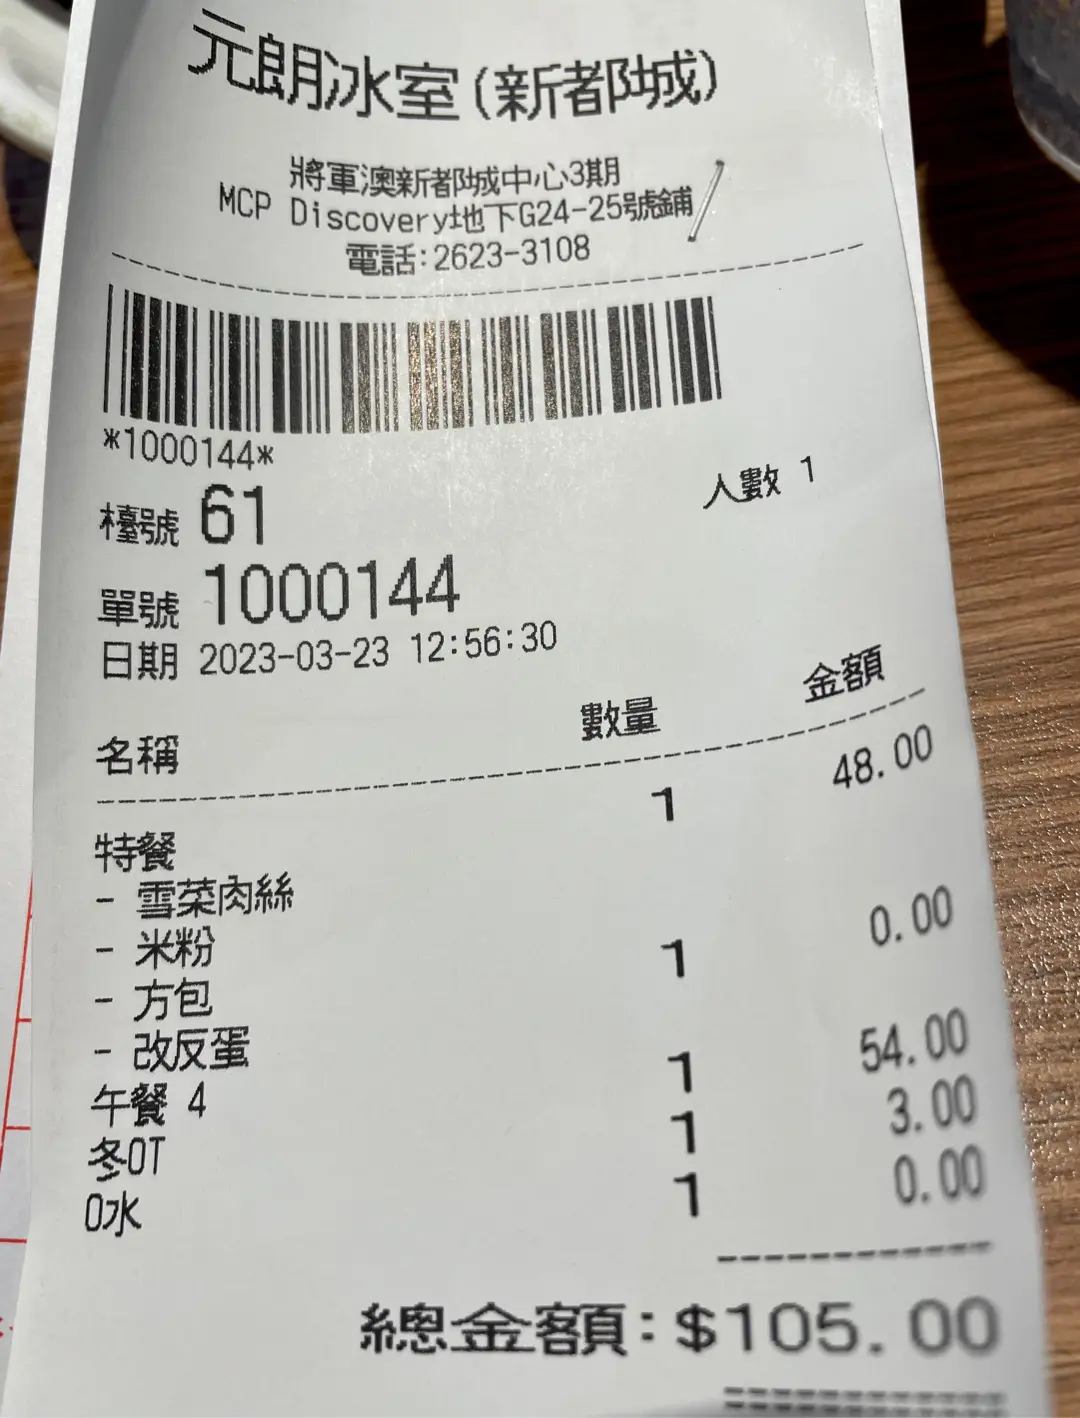 元朗冰室(新都城)
將軍澳新都城中心3期
MCP Discovery地下G24-25號鋪
電話:2623-3108
*1000144*
檯號 61 人數 1
單號 1000144
日期 2023-03-23 12:56:30
名稱 數量 金額
特餐 1 48.00
- 雪菜肉絲
- 米粉
- 方包
- 改反蛋 1 0.00
午餐 4 1 54.00
冬OT 1 3.00
O水 1 0.00
總金額:$105.00